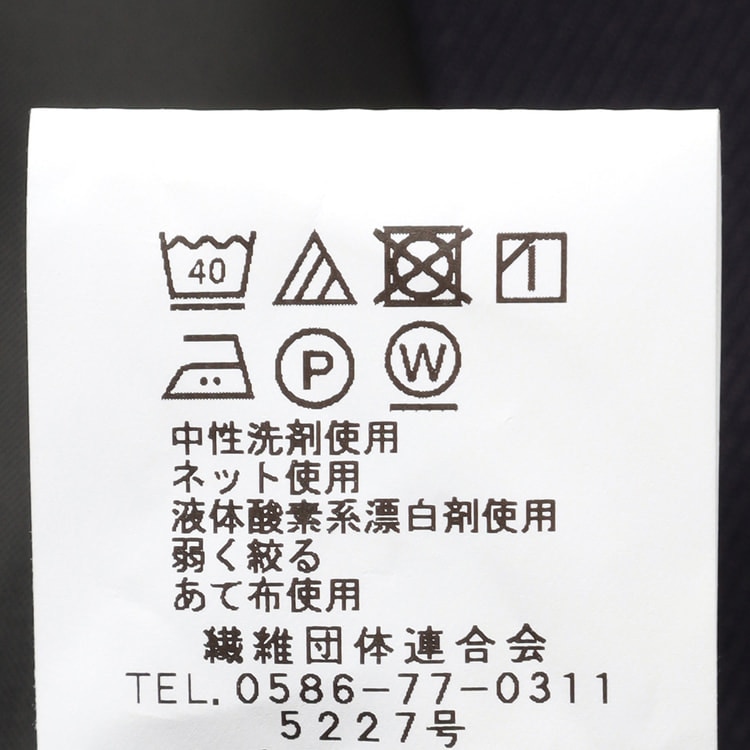 40
P W
中性洗剤使用
ネット使用
液体酸素系漂白剤使用
弱く絞る
あて布使用
繊維団体連合会
TEL.0586-77-0311
5227号